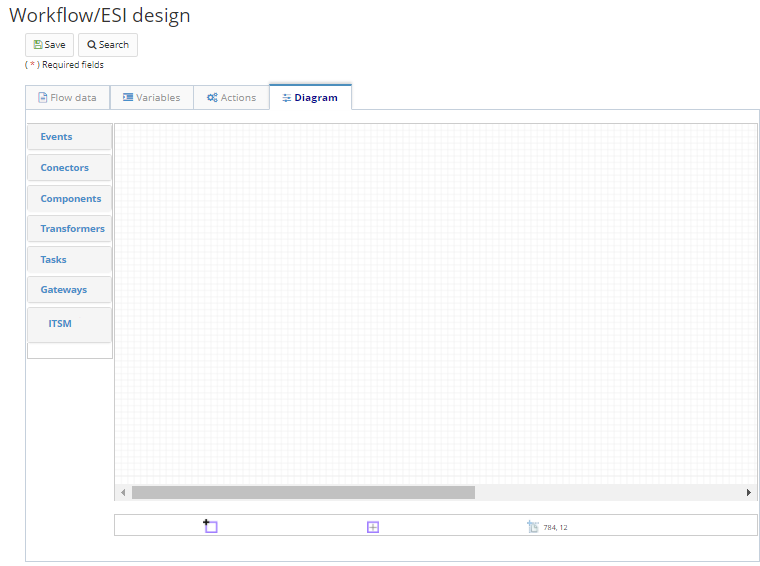 Workflow/ESI design
Save Search
( * ) Required fields
Flow data Variables Actions Diagram
Events
Conectors
Components
Transformers
Tasks
Gateways
ITSM
784, 12